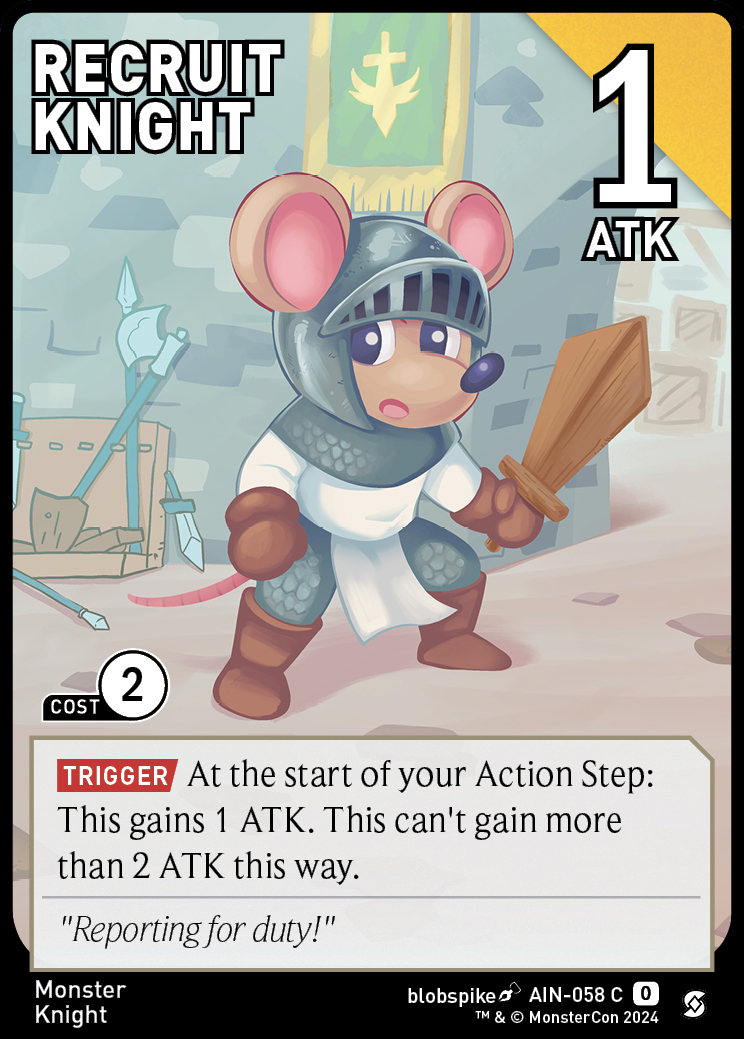 RECRUIT
KNIGHT
1
ATK
COST 2
TRIGGER At the start of your Action Step:
This gains 1 ATK. This can't gain more
than 2 ATK this way.
"Reporting for duty!"
Monster
Knight
blobspike AIN-058 C 0
™ & © MonsterCon 2024